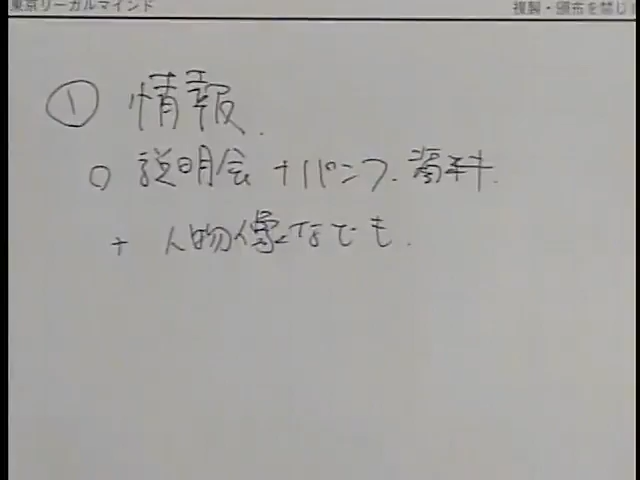 東京リーガルマインド
複製・頒布を禁じ
① 情報.
○ 説明会 + パンフ. 資料.
+ 人物像なども.